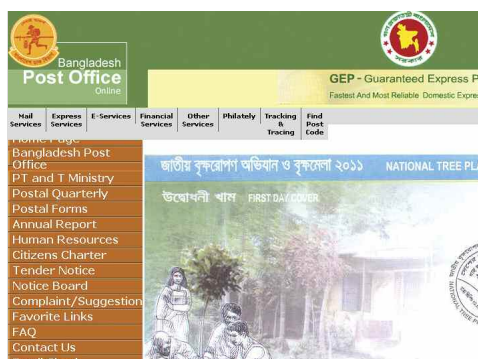 Bangladesh
Post Office
Online
GEP - Guaranteed Express P
Fastest And Most Reliable Domestic Expre
Mail Services
Express Services
E-Services
Financial Services
Other Services
Philately
Tracking & Tracing
Find Post Code
Home Page
Bangladesh Post Office
PT and T Ministry
Postal Quarterly
Postal Forms
Annual Report
Human Resources
Citizens Charter
Tender Notice
Notice Board
Complaint/Suggestion
Favorite Links
FAQ
Contact Us
জাতীয় বৃক্ষরোপণ অভিযান ও বৃক্ষমেলা ২০১১ NATIONAL TREE PL
উদ্বোধনী খাম FIRST DAY COVER